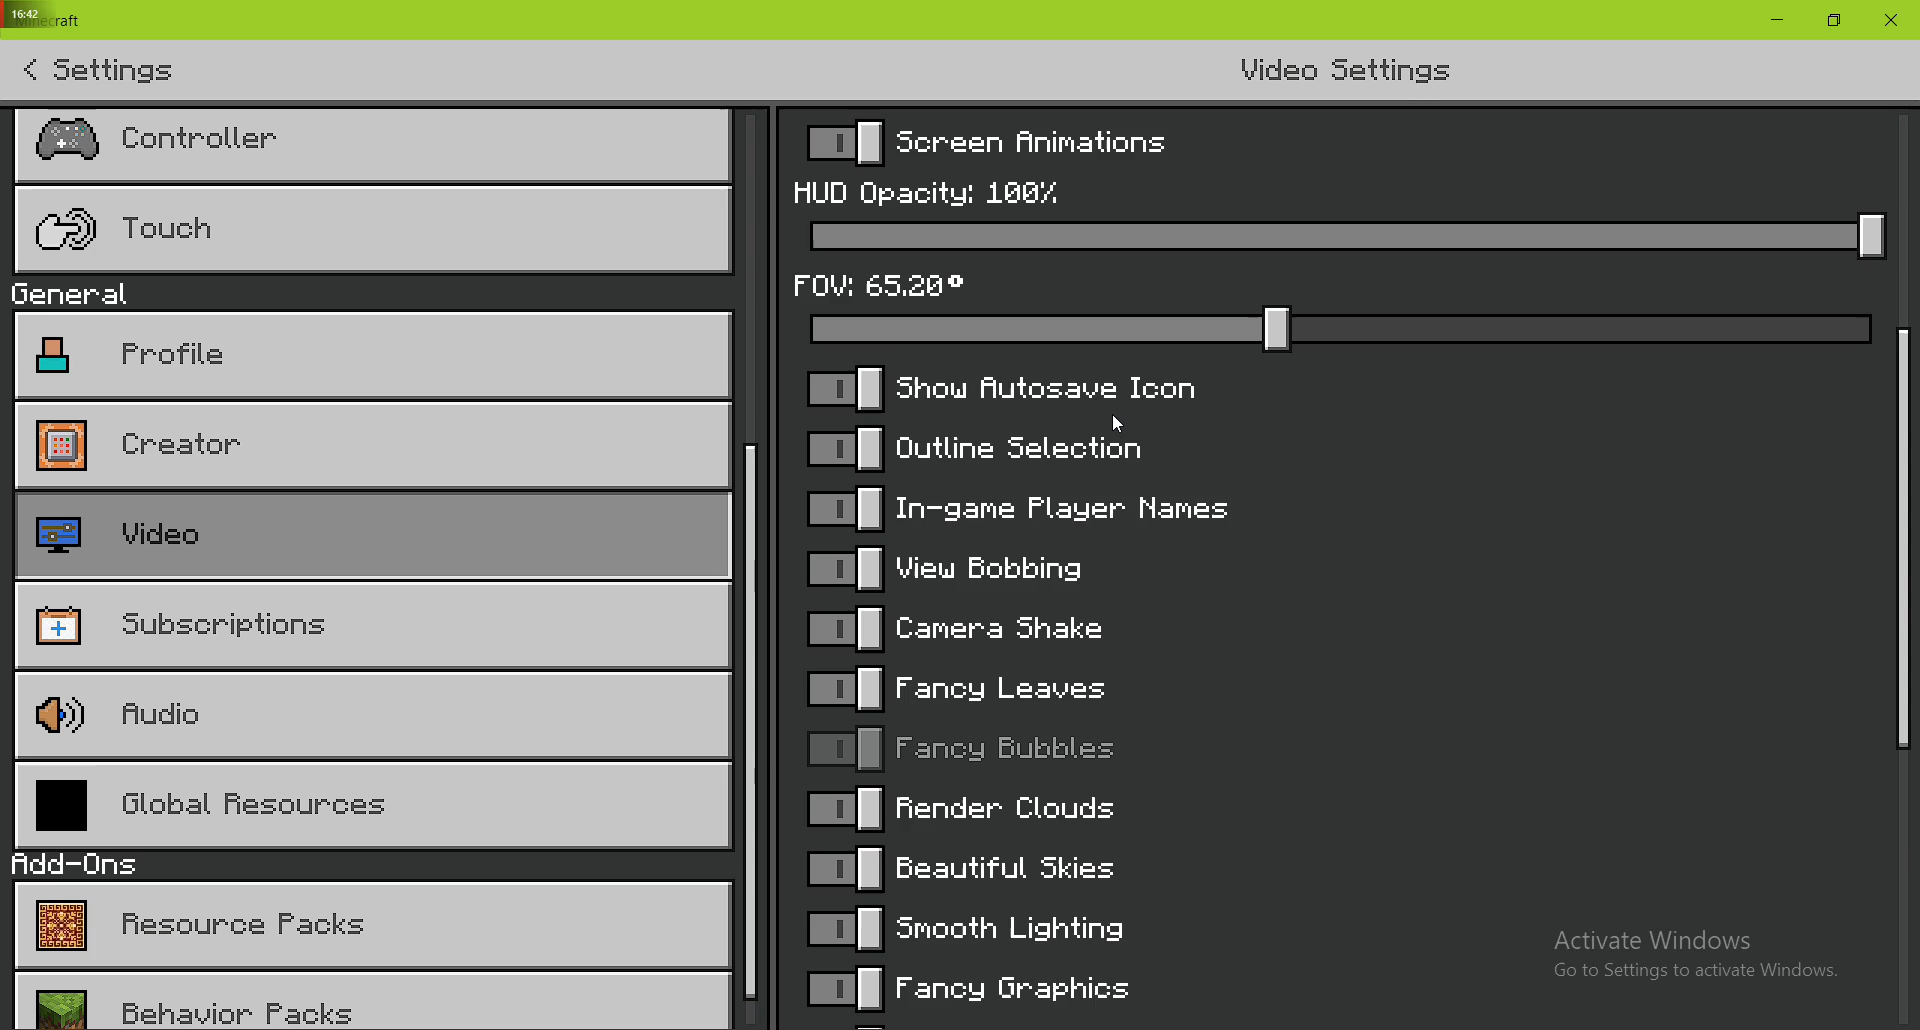 16:42
Minecraft
Settings
Video Settings
Controller
Touch
General
Profile
Creator
Video
Subscriptions
Audio
Global Resources
Add-Ons
Resource Packs
Behavior Packs
Screen Animations
HUD Opacity: 100%
FOV: 65.20°
Show Autosave Icon
Outline Selection
In-game Player Names
View Bobbing
Camera Shake
Fancy Leaves
Fancy Bubbles
Render Clouds
Beautiful Skies
Smooth Lighting
Fancy Graphics
Activate Windows
Go to Settings to activate Windows.